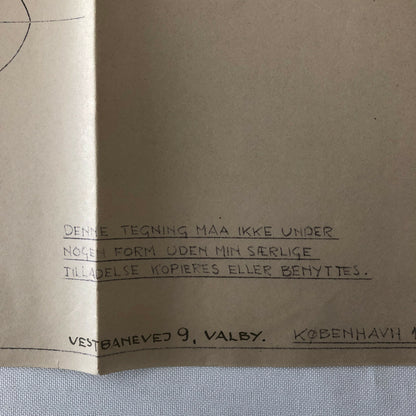 DENNE TEGNING MAA IKKE UNDER
NOGEN FORM UDEN MIN SÆRLIGE
TILLADELSE KOPIERES ELLER BENYTTES.
VESTBANEVEJ 9, VALBY. KØBENHAVN